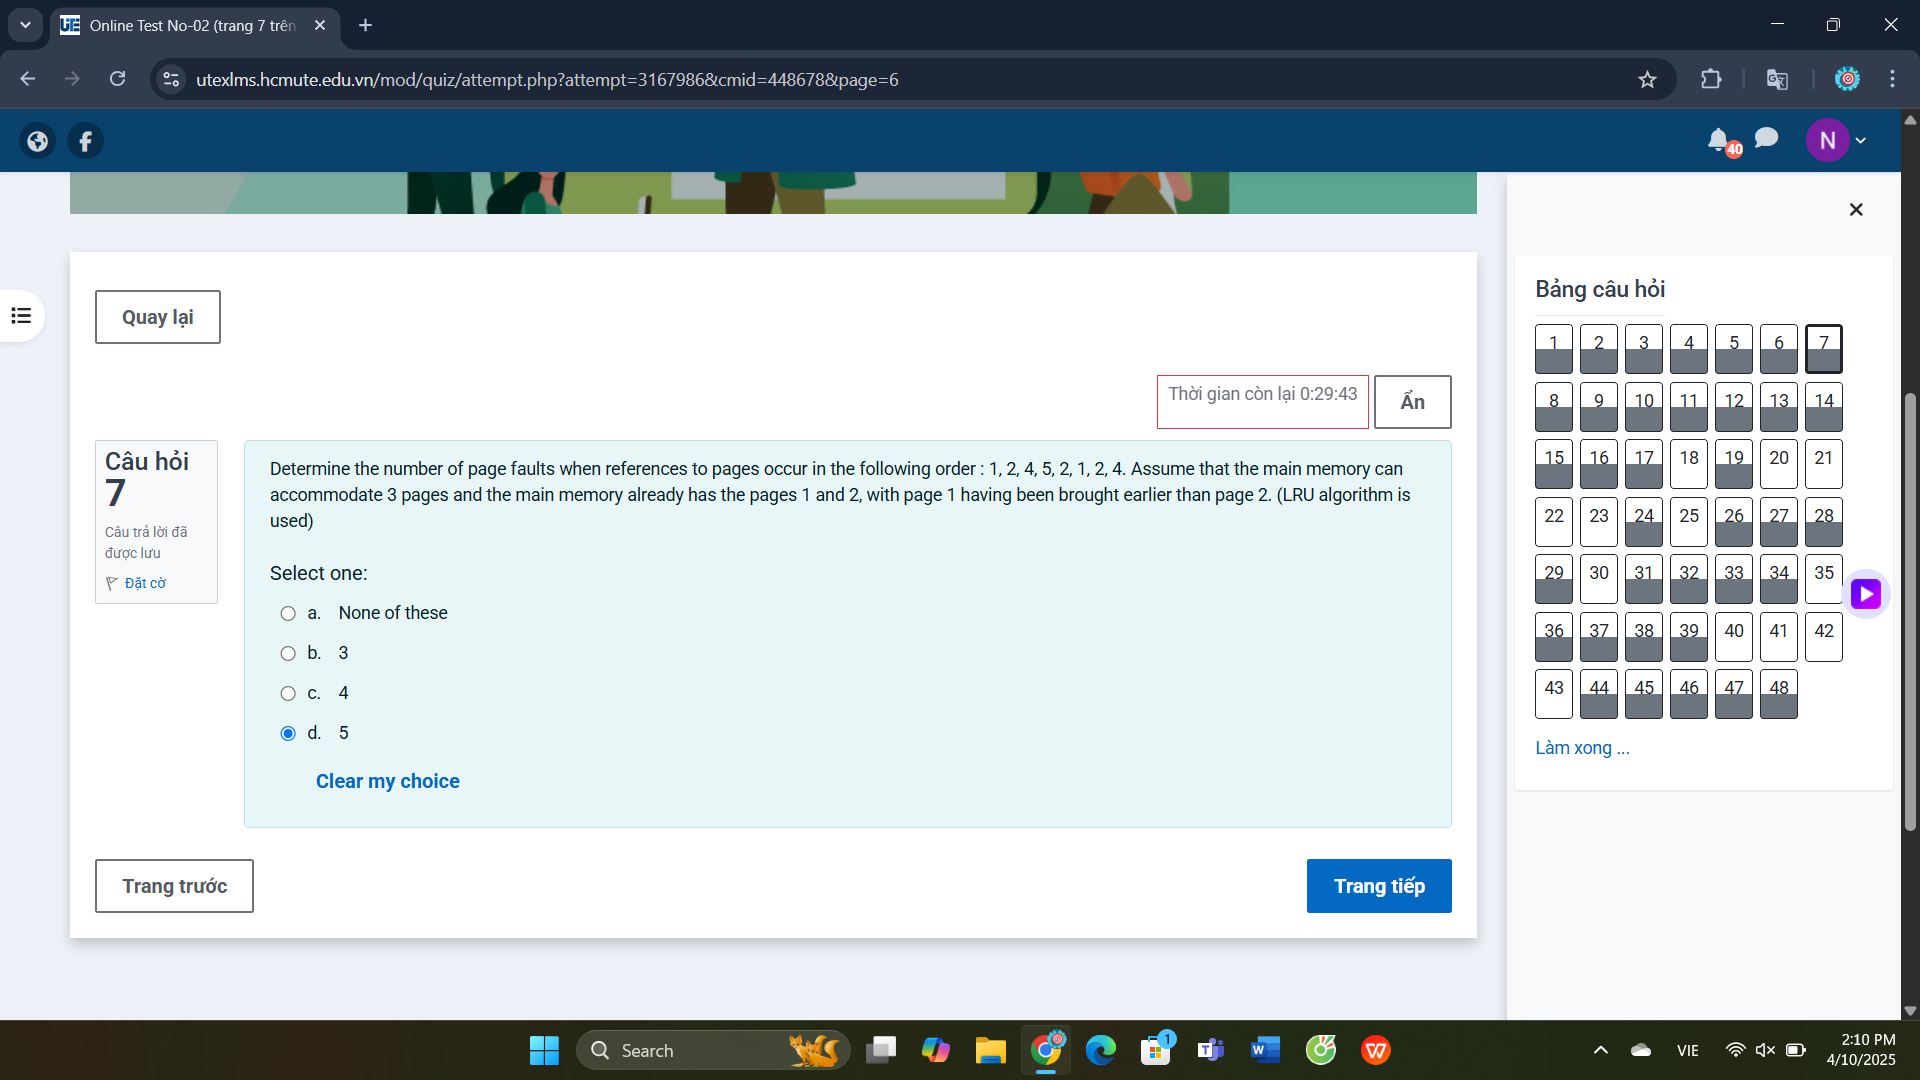 Online Test No-02 (trang 7 trên
utexlms.hcmute.edu.vn/mod/quiz/attempt.php?attempt=3167986&cmid=448678&page=6
f
40
N
Quay lại
Thời gian còn lại 0:29:43
Ẩn
Câu hỏi
7
Câu trả lời đã
được lưu
Đặt cờ
Determine the number of page faults when references to pages occur in the following order : 1, 2, 4, 5, 2, 1, 2, 4. Assume that the main memory can
accommodate 3 pages and the main memory already has the pages 1 and 2, with page 1 having been brought earlier than page 2. (LRU algorithm is
used)
Select one:
a. None of these
b. 3
c. 4
d. 5
Clear my choice
Trang trước
Trang tiếp
Bảng câu hỏi
1 2 3 4 5 6 7
8 9 10 11 12 13 14
15 16 17 18 19 20 21
22 23 24 25 26 27 28
29 30 31 32 33 34 35
36 37 38 39 40 41 42
43 44 45 46 47 48
Làm xong ...
Search
1
VIE
2:10 PM
4/10/2025